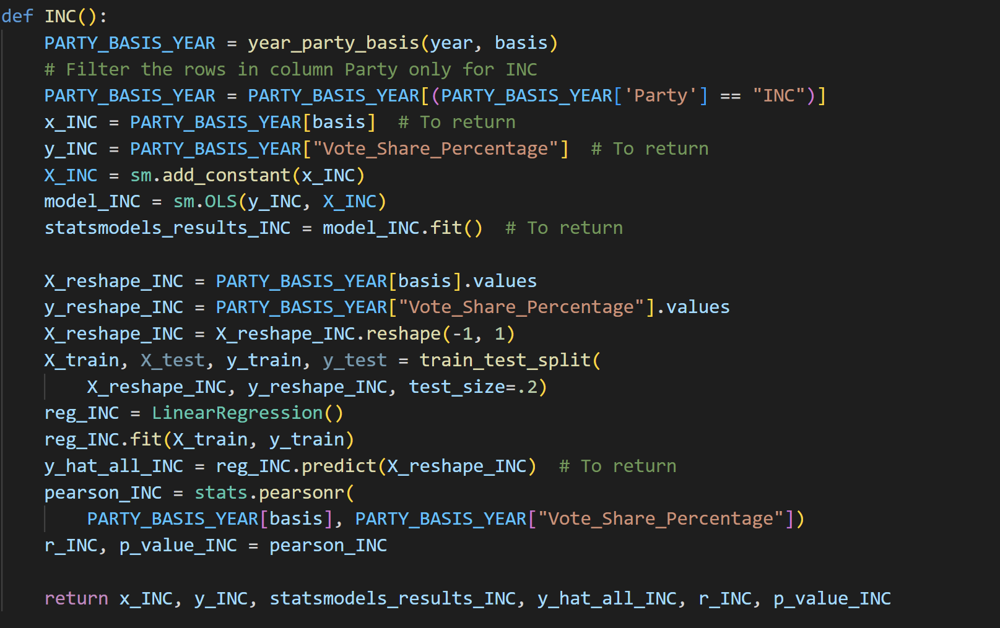 def INC():
    PARTY_BASIS_YEAR = year_party_basis(year, basis)
    # Filter the rows in column Party only for INC
    PARTY_BASIS_YEAR = PARTY_BASIS_YEAR[(PARTY_BASIS_YEAR['Party'] == "INC")]
    x_INC = PARTY_BASIS_YEAR[basis]  # To return
    y_INC = PARTY_BASIS_YEAR["Vote_Share_Percentage"]  # To return
    X_INC = sm.add_constant(x_INC)
    model_INC = sm.OLS(y_INC, X_INC)
    statsmodels_results_INC = model_INC.fit()  # To return

    X_reshape_INC = PARTY_BASIS_YEAR[basis].values
    y_reshape_INC = PARTY_BASIS_YEAR["Vote_Share_Percentage"].values
    X_reshape_INC = X_reshape_INC.reshape(-1, 1)
    X_train, X_test, y_train, y_test = train_test_split(
        X_reshape_INC, y_reshape_INC, test_size=.2)
    reg_INC = LinearRegression()
    reg_INC.fit(X_train, y_train)
    y_hat_all_INC = reg_INC.predict(X_reshape_INC)  # To return
    pearson_INC = stats.pearsonr(
        PARTY_BASIS_YEAR[basis], PARTY_BASIS_YEAR["Vote_Share_Percentage"])
    r_INC, p_value_INC = pearson_INC

    return x_INC, y_INC, statsmodels_results_INC, y_hat_all_INC, r_INC, p_value_INC